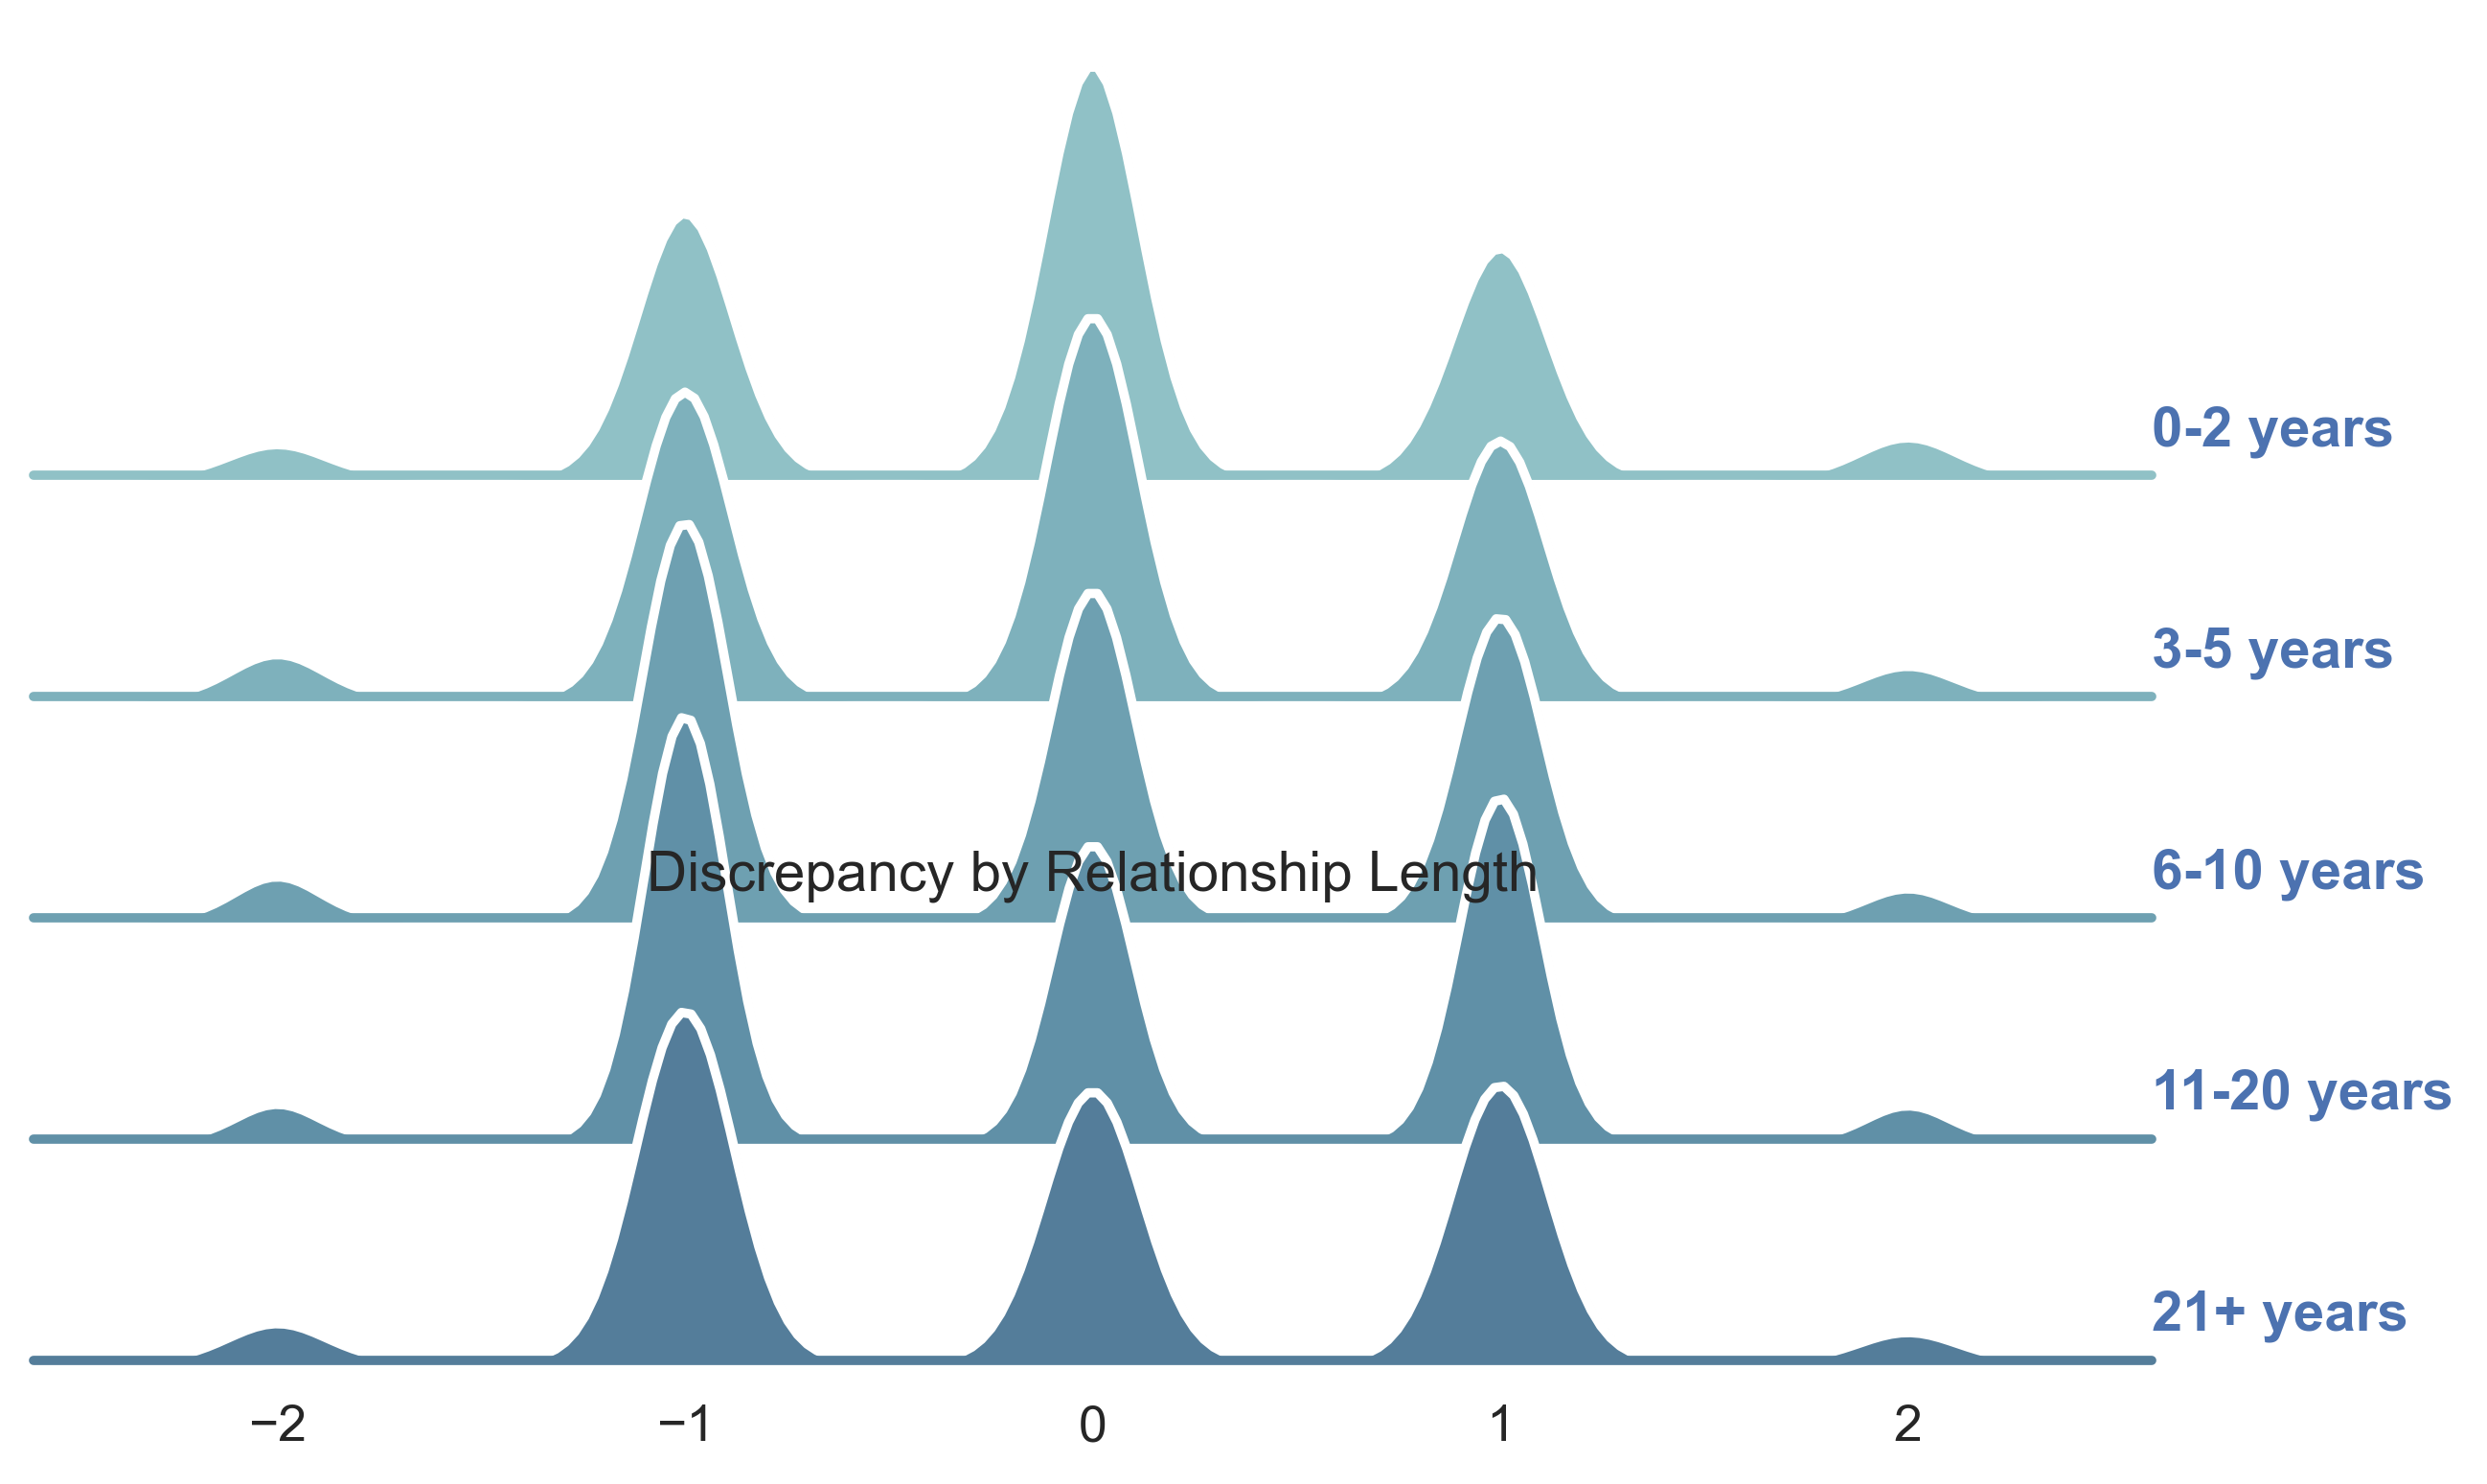 0-2 years
3-5 years
6-10 years
Discrepancy by Relationship Length
11-20 years
21+ years
−2 −1 0 1 2